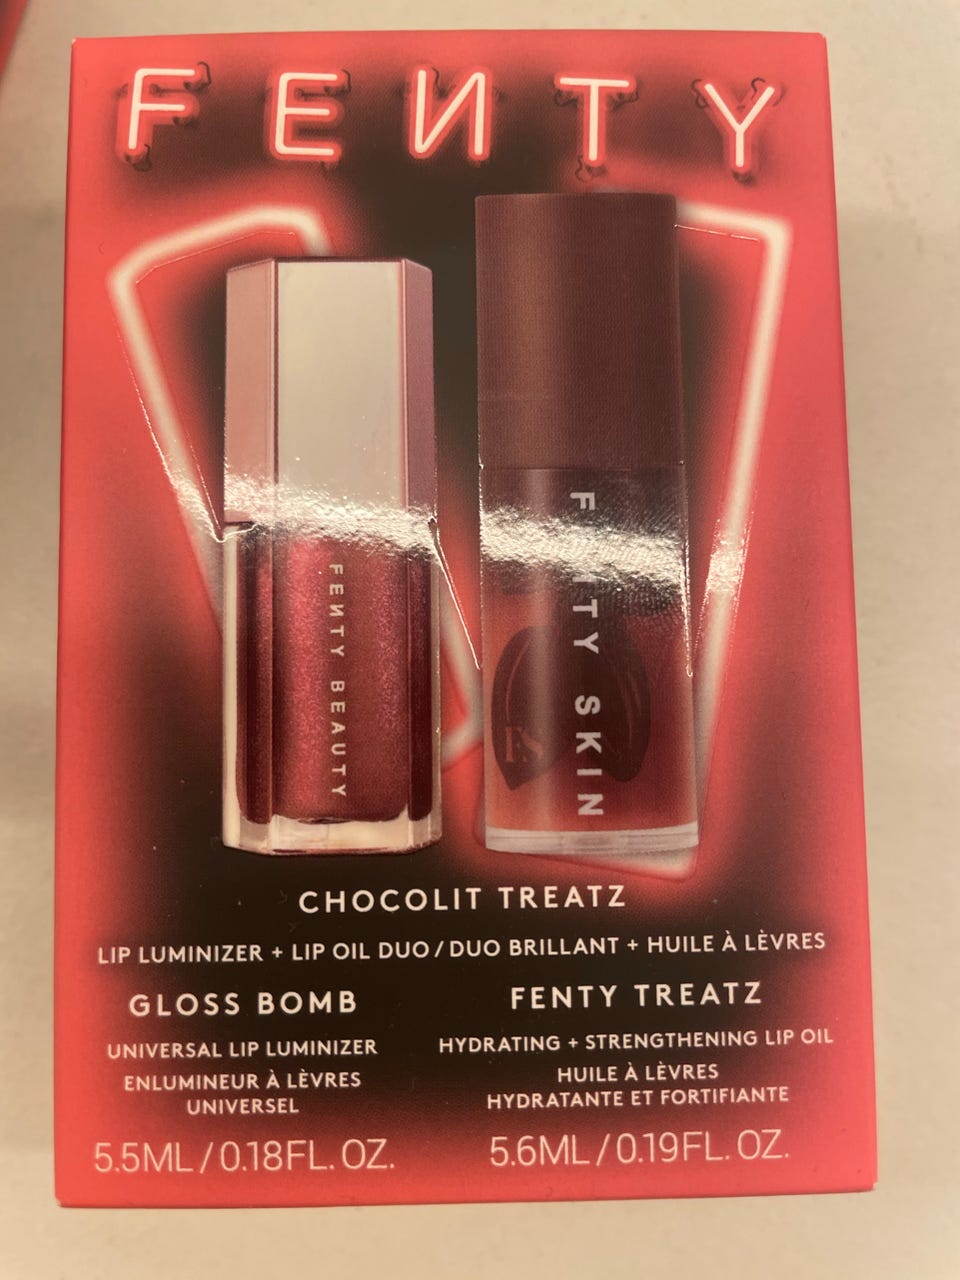 FEИTY
FEИTY BEAUTY
SKIN
FS
CHOCOLIT TREATZ
LIP LUMINIZER + LIP OIL DUO / DUO BRILLANT + HUILE À LÈVRES
GLOSS BOMB
UNIVERSAL LIP LUMINIZER
ENLUMINEUR À LÈVRES
UNIVERSEL
5.5ML / 0.18FL. OZ.
FENTY TREATZ
HYDRATING + STRENGTHENING LIP OIL
HUILE À LÈVRES
HYDRATANTE ET FORTIFIANTE
5.6ML / 0.19FL. OZ.